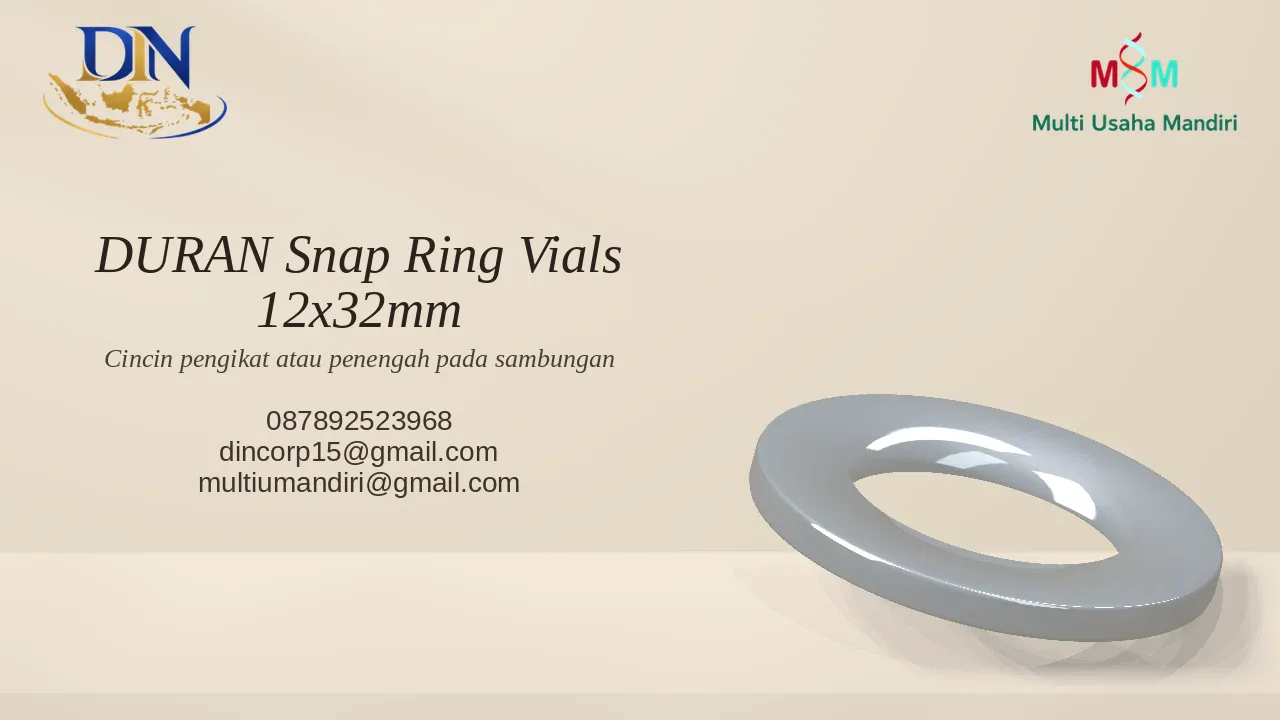 DIN
M M
Multi Usaha Mandiri
DURAN Snap Ring Vials
12x32mm
Cincin pengikat atau penengah pada sambungan
087892523968
dincorp15@gmail.com
multiumandiri@gmail.com